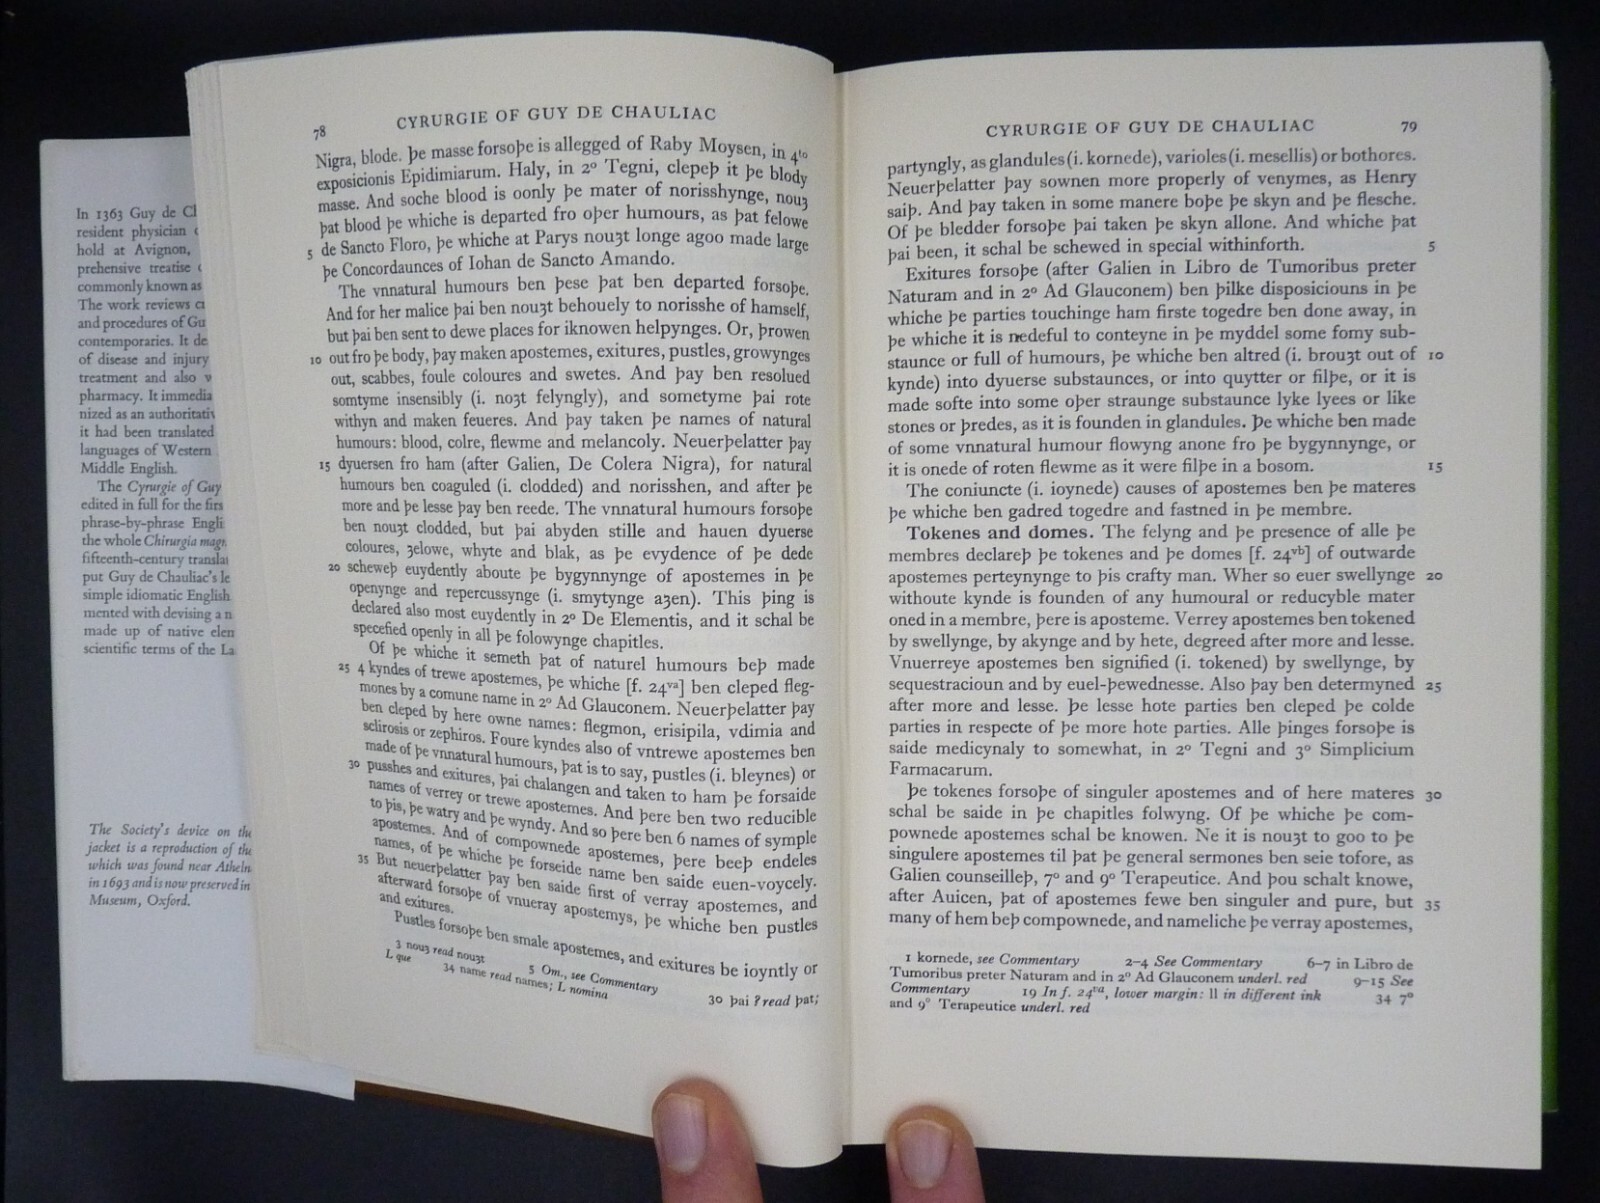 In 1363 Guy de
resident physician
hold at Avignon,
prehensive treatise
commonly known as
The work reviews
and procedures of Gu
contemporaries. It de
of disease and injury
treatment and also
pharmacy. It immedia
nized as an authoritati
it had been translated
languages of Western
Middle English.
The Cyrurgie of Guy
edited in full for the firs
phrase-by-phrase Engli
the whole Chirurgia mag
fifteenth-century translat
put Guy de Chauliac's le
simple idiomatic English
mented with devising a n
made up of native elem
scientific terms of the La
The Society's device on the
jacket is a reproduction of the
which was found near Atheln
in 1693 and is now preserved in
Museum, Oxford.
78 CYRURGIE OF GUY DE CHAULIAC
Nigra, blode. Þe masse forsoþe is allegged of Raby Moysen, in 4to
exposicionis Epidimiarum. Haly, in 2o Tegni, clepeþ it þe blody
masse. And soche blood is oonly þe mater of norisshynge, nouȝ
þat blood þe whiche is departed fro oþer humours, as þat felowe
5 de Sancto Floro, þe whiche at Parys nouȝt longe agoo made large
þe Concordaunces of Iohan de Sancto Amando.
The vnnatural humours ben þese þat ben departed forsoþe.
And for her malice þai ben nouȝt behouely to norisshe of hamself,
but þai ben sent to dewe places for iknowen helpynges. Or, þrowen
10 out fro þe body, þay maken apostemes, exitures, pustles, growynges
out, scabbes, foule coloures and swetes. And þay ben resolued
somtyme insensibly (i. noȝt felyngly), and sometyme þai rote
withyn and maken feueres. And þay taken þe names of natural
humours: blood, colre, flewme and melancoly. Neuerþelatter þay
15 dyuersen fro ham (after Galien, De Colera Nigra), for natural
humours ben coaguled (i. clodded) and norisshen, and after þe
more and þe lesse þay ben reede. The vnnatural humours forsoþe
ben nouȝt clodded, but þai abyden stille and hauen dyuerse
coloures, ȝelowe, whyte and blak, as þe evydence of þe dede
20 scheweþ euydently aboute þe bygynnynge of apostemes in þe
openynge and repercussynge (i. smytynge aȝen). This þing is
declared also most euydently in 2o De Elementis, and it schal be
specefied openly in all þe folowynge chapitles.
Of þe whiche it semeth þat of naturel humours beþ made
25 4 kyndes of trewe apostemes, þe whiche [f. 24va] ben cleped fleg-
mones by a comune name in 2o Ad Glauconem. Neuerþelatter þay
ben cleped by here owne names: flegmon, erisipila, vdimia and
sclirosis or zephiros. Foure kyndes also of vntrewe apostemes ben
made of þe vnnatural humours, þat is to say, pustles (i. bleynes) or
30 pusshes and exitures, þai chalangen and taken to ham þe forsaide
names of verrey or trewe apostemes. And þere ben two reducible
to þis, þe watry and þe wyndy. And so þere ben 6 names of symple
apostemes. And of compownede apostemes, þere beeþ endeles
names, of þe whiche þe forseide name ben saide euen-voycely.
35 But neuerþelatter þay ben saide first of verray apostemes, and
afterward forsoþe of vnueray apostemys, þe whiche ben pustles
and exitures.
Pustles forsoþe ben smale apostemes, and exitures be ioyntly or
3 nouȝ read nouȝt 5 Om., see Commentary 30 þai ? read þat;
L que 34 name read names; L nomina
CYRURGIE OF GUY DE CHAULIAC 79
partyngly, as glandules (i. kornede), varioles (i. mesellis) or bothores.
Neuerþelatter þay sownen more properly of venymes, as Henry
saiþ. And þay taken in some manere boþe þe skyn and þe flesche.
Of þe bledder forsoþe þai taken þe skyn allone. And whiche þat
þai been, it schal be schewed in special withinforth. 5
Exitures forsoþe (after Galien in Libro de Tumoribus preter
Naturam and in 2o Ad Glauconem) ben þilke disposiciouns in þe
whiche þe parties touchinge ham firste togedre ben done away, in
þe whiche it is nedeful to conteyne in þe myddel some fomy sub-
staunce or full of humours, þe whiche ben altred (i. brouȝt out of 10
kynde) into dyuerse substaunces, or into quytter or filþe, or it is
made softe into some oþer straunge substaunce lyke lyees or like
stones or þredes, as it is founden in glandules. Þe whiche ben made
of some vnnatural humour flowyng anone fro þe bygynnynge, or
it is onede of roten flewme as it were filþe in a bosom. 15
The coniuncte (i. ioynede) causes of apostemes ben þe materes
þe whiche ben gadred togedre and fastned in þe membre.
Tokenes and domes. The felyng and þe presence of alle þe
membres declareþ þe tokenes and þe domes [f. 24vb] of outwarde
apostemes perteynynge to þis crafty man. Wher so euer swellynge 20
withoute kynde is founden of any humoural or reducyble mater
oned in a membre, þere is aposteme. Verrey apostemes ben tokened
by swellynge, by akynge and by hete, degreed after more and lesse.
Vnuerreye apostemes ben signified (i. tokened) by swellynge, by
sequestracioun and by euel-þewednesse. Also þay ben determyned 25
after more and lesse. Þe lesse hote parties ben cleped þe colde
parties in respecte of þe more hote parties. Alle þinges forsoþe is
saide medicynaly to somewhat, in 2o Tegni and 3o Simplicium
Farmacarum.
Þe tokenes forsoþe of singuler apostemes and of here materes 30
schal be saide in þe chapitles folwyng. Of þe whiche þe com-
pownede apostemes schal be knowen. Ne it is nouȝt to goo to þe
singulere apostemes til þat þe general sermones ben seie tofore, as
Galien counseilleþ, 7o and 9o Terapeutice. And þou schalt knowe,
after Auicen, þat of apostemes fewe ben singuler and pure, but 35
many of hem beþ compownede, and nameliche þe verray apostemes,
1 kornede, see Commentary 2-4 See Commentary 6-7 in Libro de
Tumoribus preter Naturam and in 2o Ad Glauconem underl. red 9-15 See
Commentary 19 In f. 24va, lower margin: ll in different ink 34 7o
and 9o Terapeutice underl. red